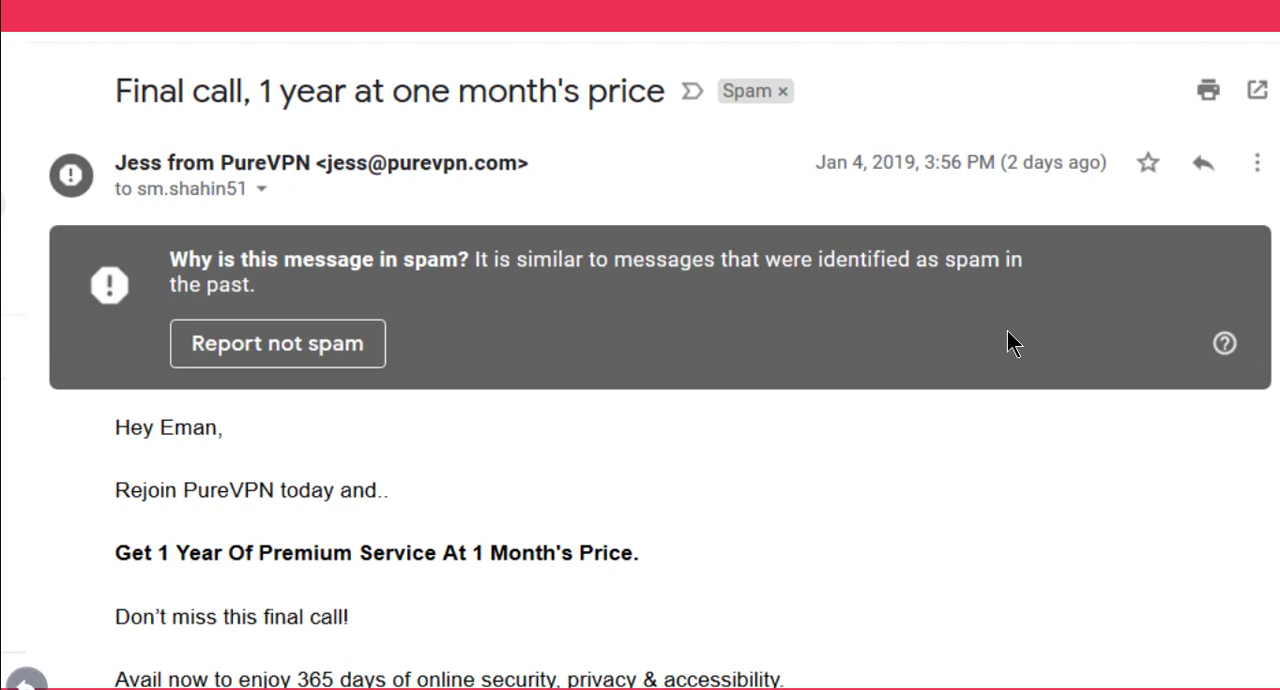 Final call, 1 year at one month's price Spam ×
Jess from PureVPN <jess@purevpn.com> Jan 4, 2019, 3:56 PM (2 days ago)
to sm.shahin51
Why is this message in spam? It is similar to messages that were identified as spam in
the past.
Report not spam
Hey Eman,
Rejoin PureVPN today and..
Get 1 Year Of Premium Service At 1 Month's Price.
Don’t miss this final call!
Avail now to enjoy 365 days of online security, privacy & accessibility.